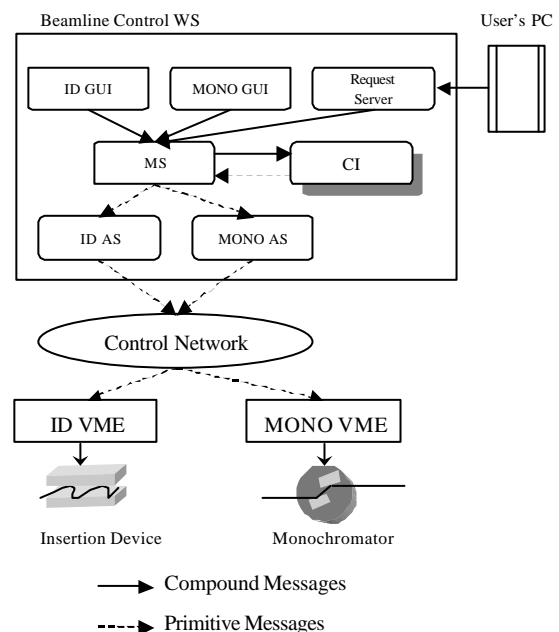 Beamline Control WS
User's PC
ID GUI
MONO GUI
Request
Server
MS
CI
ID AS
MONO AS
Control Network
ID VME
MONO VME
Insertion Device
Monochromator
Compound Messages
Primitive Messages